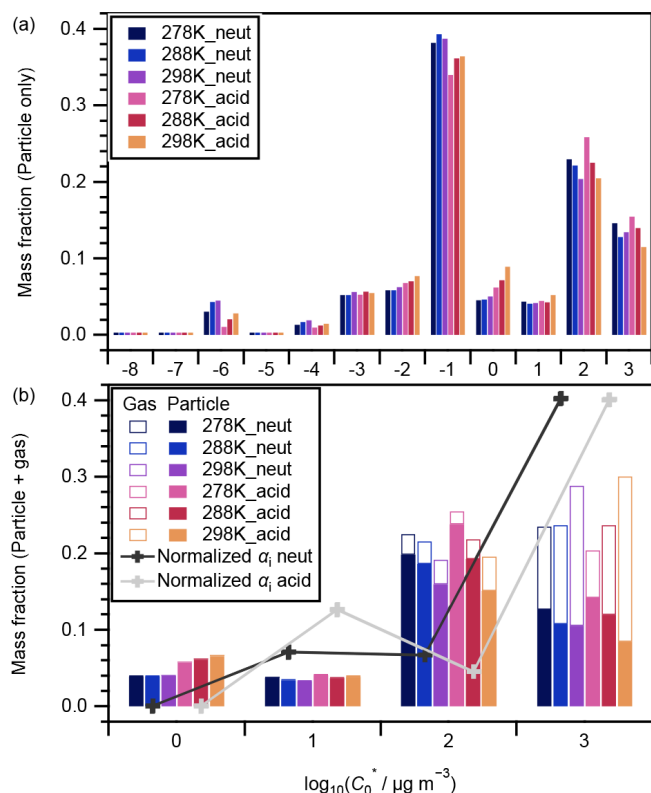 (a)
0.4
0.3
0.2
0.1
0.0
Mass fraction (Particle only)
278K_neut
288K_neut
298K_neut
278K_acid
288K_acid
298K_acid
-8 -7 -6 -5 -4 -3 -2 -1 0 1 2 3
(b)
0.4
0.3
0.2
0.1
0.0
Mass fraction (Particle + gas)
Gas Particle
278K_neut
288K_neut
298K_neut
278K_acid
288K_acid
298K_acid
Normalized αi neut
Normalized αi acid
0 1 2 3
log10(C0* / μg m−3)